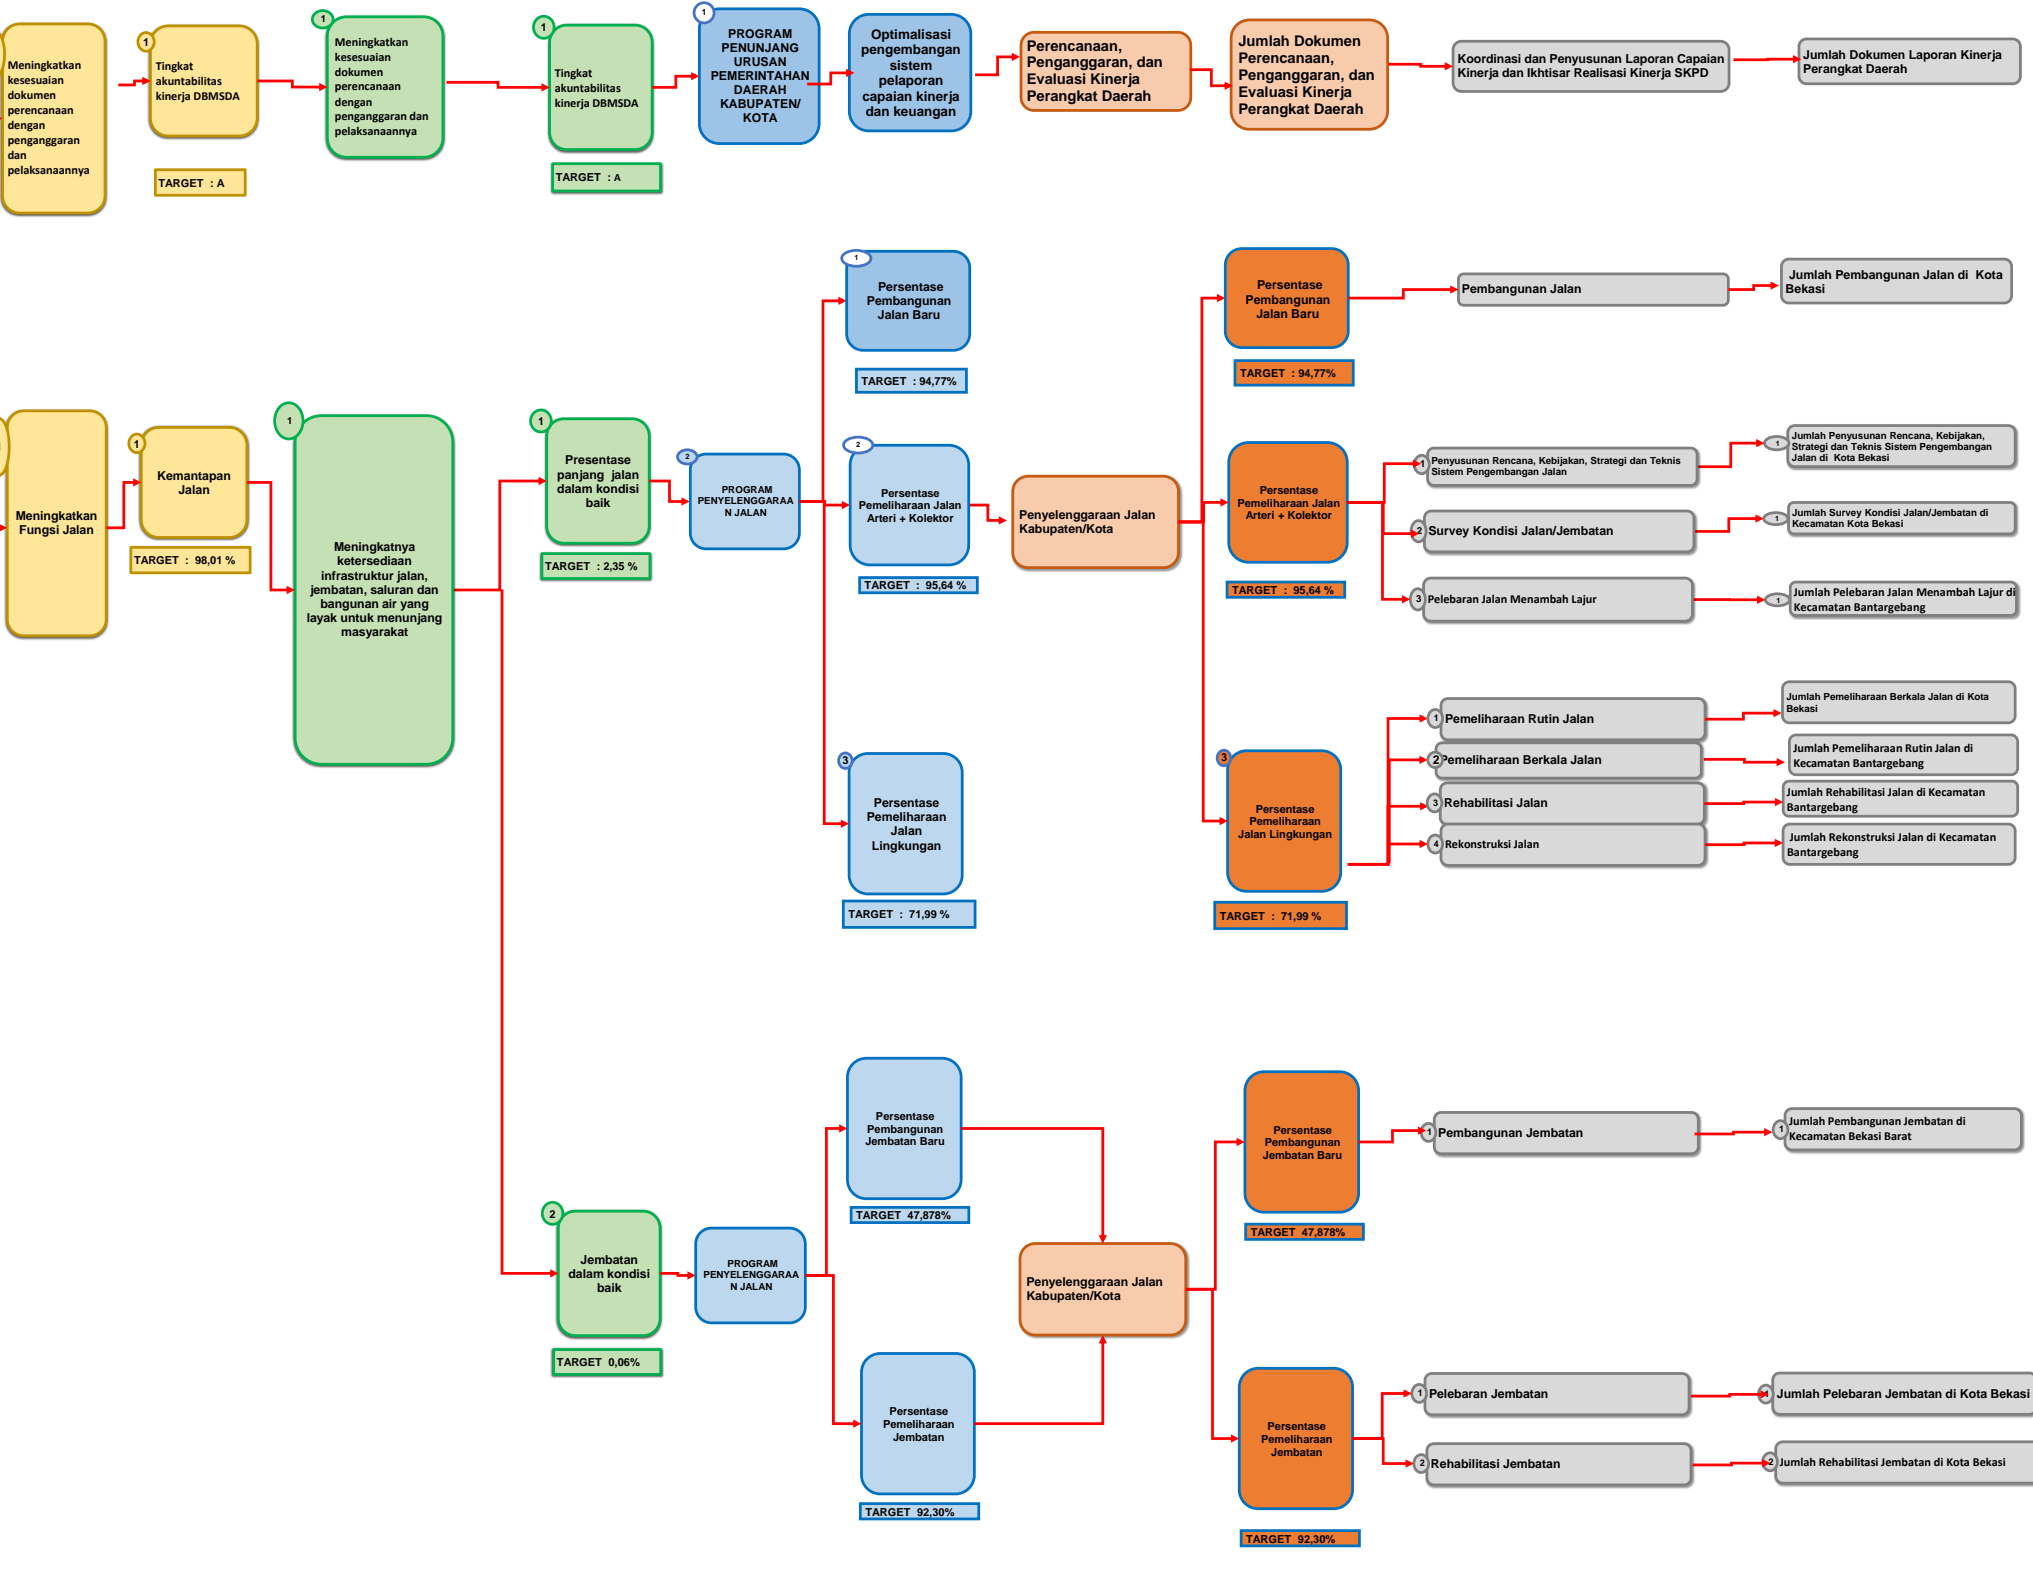 1
Meningkatkan
kesesuaian
dokumen
perencanaan
dengan
penganggaran
dan
pelaksanaannya
1
Tingkat
akuntabilitas
kinerja DBMSDA
TARGET : A
1
Meningkatkan
kesesuaian
dokumen
perencanaan
dengan
penganggaran dan
pelaksanaannya
1
Tingkat
akuntabilitas
kinerja DBMSDA
TARGET : A
PROGRAM
PENUNJANG
URUSAN
PEMERINTAHAN
DAERAH
KABUPATEN/
KOTA
Optimalisasi
pengembangan
sistem
pelaporan
capaian kinerja
dan keuangan
Perencanaan,
Penganggaran, dan
Evaluasi Kinerja
Perangkat Daerah
Jumlah Dokumen
Perencanaan,
Penganggaran, dan
Evaluasi Kinerja
Perangkat Daerah
Koordinasi dan Penyusunan Laporan Capaian
Kinerja dan Ikhtisar Realisasi Kinerja SKPD
Jumlah Dokumen Laporan Kinerja
Perangkat Daerah
Meningkatkan
Fungsi Jalan
1
Kemantapan
Jalan
TARGET : 98,01 %
1
Meningkatnya
ketersediaan
infrastruktur jalan,
jembatan, saluran dan
bangunan air yang
layak untuk menunjang
masyarakat
1
Presentase
panjang jalan
dalam kondisi
baik
TARGET : 2,35 %
2
PROGRAM
PENYELENGGARAA
N JALAN
1
Persentase
Pembangunan
Jalan Baru
TARGET : 94,77%
2
Persentase
Pemeliharaan Jalan
Arteri + Kolektor
TARGET : 95,64 %
3
Persentase
Pemeliharaan
Jalan
Lingkungan
TARGET : 71,99 %
Penyelenggaraan Jalan
Kabupaten/Kota
Persentase
Pembangunan
Jalan Baru
TARGET : 94,77%
Persentase
Pemeliharaan Jalan
Arteri + Kolektor
TARGET : 95,64 %
3
Persentase
Pemeliharaan
Jalan Lingkungan
TARGET : 71,99 %
Pembangunan Jalan
Jumlah Pembangunan Jalan di Kota
Bekasi
1
Penyusunan Rencana, Kebijakan, Strategi dan Teknis
Sistem Pengembangan Jalan
1
Jumlah Penyusunan Rencana, Kebijakan,
Strategi dan Teknis Sistem Pengembangan
Jalan di Kota Bekasi
2
Survey Kondisi Jalan/Jembatan
1
Jumlah Survey Kondisi Jalan/Jembatan di
Kecamatan Kota Bekasi
3
Pelebaran Jalan Menambah Lajur
1
Jumlah Pelebaran Jalan Menambah Lajur di
Kecamatan Bantargebang
1
Pemeliharaan Rutin Jalan
Jumlah Pemeliharaan Berkala Jalan di Kota
Bekasi
2
Pemeliharaan Berkala Jalan
Jumlah Pemeliharaan Rutin Jalan di
Kecamatan Bantargebang
3
Rehabilitasi Jalan
Jumlah Rehabilitasi Jalan di Kecamatan
Bantargebang
4
Rekonstruksi Jalan
Jumlah Rekonstruksi Jalan di Kecamatan
Bantargebang
2
Jembatan
dalam kondisi
baik
TARGET 0,06%
PROGRAM
PENYELENGGARAA
N JALAN
Persentase
Pembangunan
Jembatan Baru
TARGET 47,878%
Persentase
Pemeliharaan
Jembatan
TARGET 92,30%
Penyelenggaraan Jalan
Kabupaten/Kota
Persentase
Pembangunan
Jembatan Baru
TARGET 47,878%
Persentase
Pemeliharaan
Jembatan
TARGET 92,30%
1
Pembangunan Jembatan
1
Jumlah Pembangunan Jembatan di
Kecamatan Bekasi Barat
1
Pelebaran Jembatan
Jumlah Pelebaran Jembatan di Kota Bekasi
2
Rehabilitasi Jembatan
2
Jumlah Rehabilitasi Jembatan di Kota Bekasi